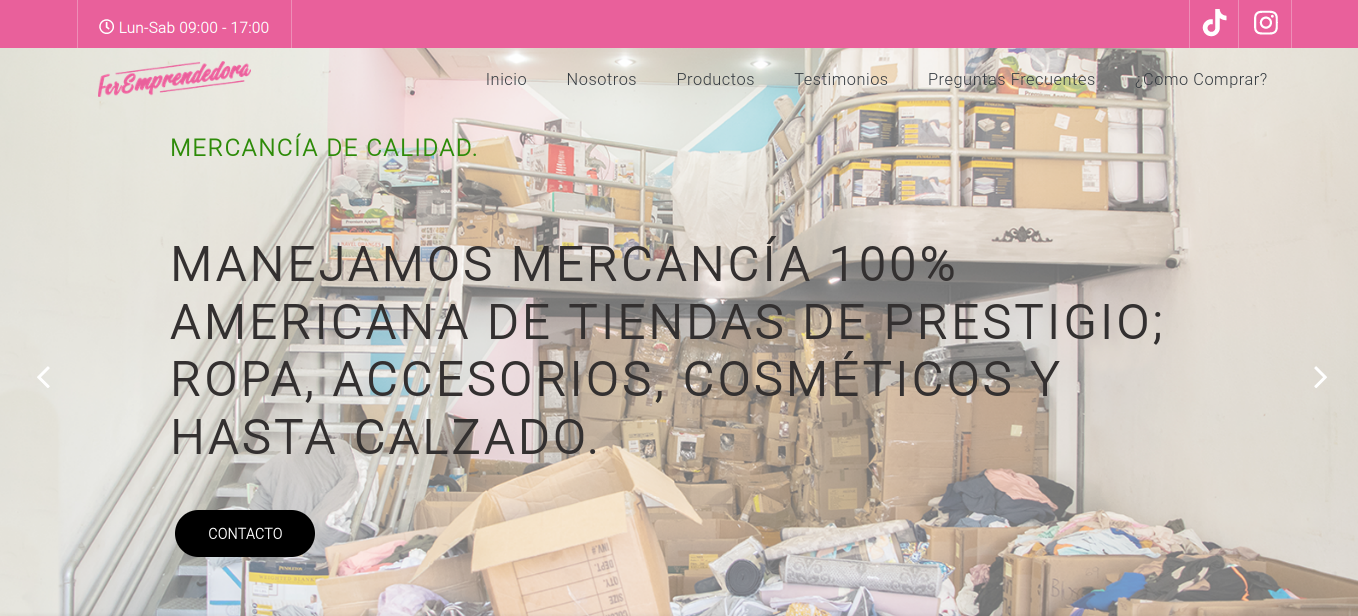 Lun-Sab 09:00 - 17:00
FerEmprendedora
Inicio Nosotros Productos Testimonios Preguntas Frecuentes ¿Como Comprar?
MERCANCÍA DE CALIDAD.
MANEJAMOS MERCANCÍA 100%
AMERICANA DE TIENDAS DE PRESTIGIO;
ROPA, ACCESORIOS, COSMÉTICOS Y
HASTA CALZADO.
CONTACTO